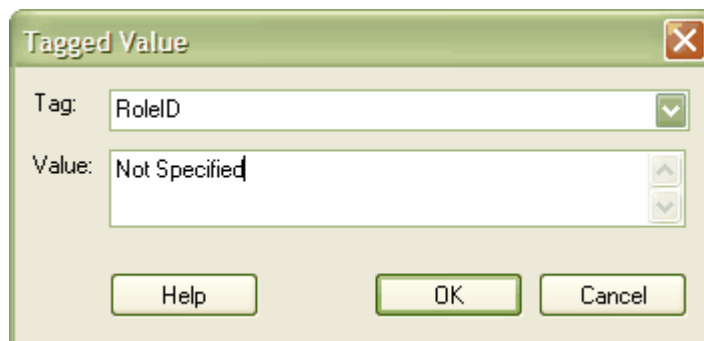 Tagged Value
Tag: RoleID
Value: Not Specified
Help OK Cancel